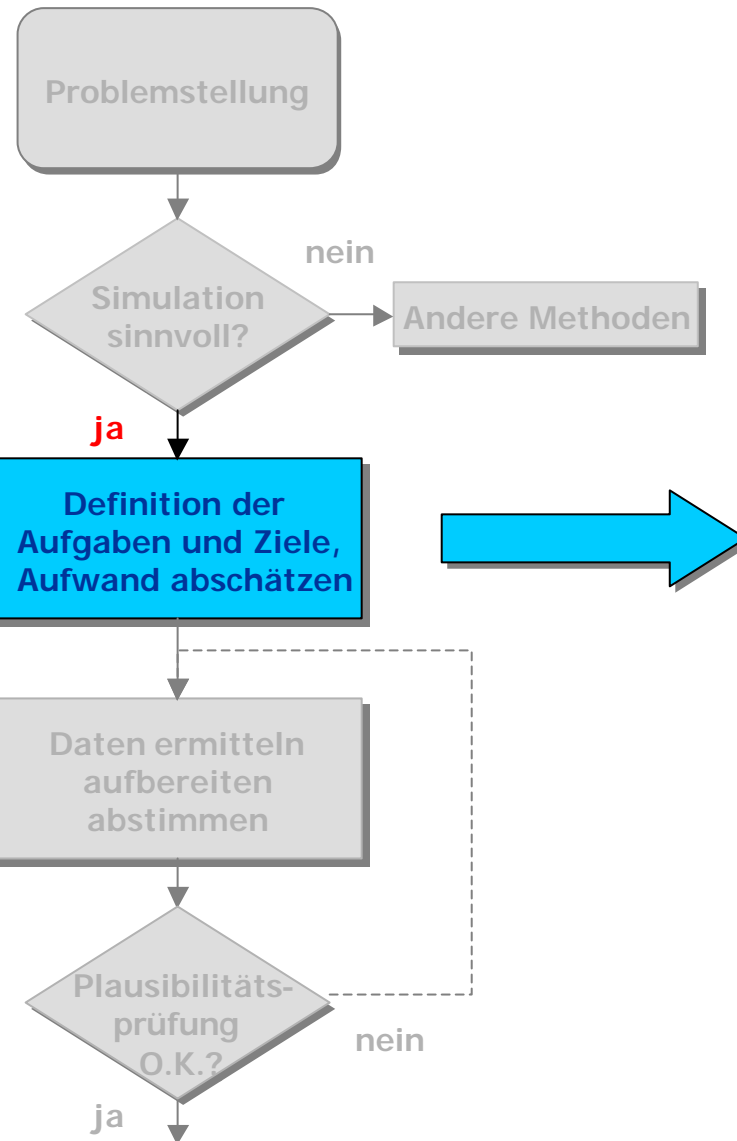 Problemstellung
nein
Simulation
sinnvoll?
Andere Methoden
ja
Definition der
Aufgaben und Ziele,
Aufwand abschätzen
Daten ermitteln
aufbereiten
abstimmen
Plausibilitäts-
prüfung
O.K.?
nein
ja